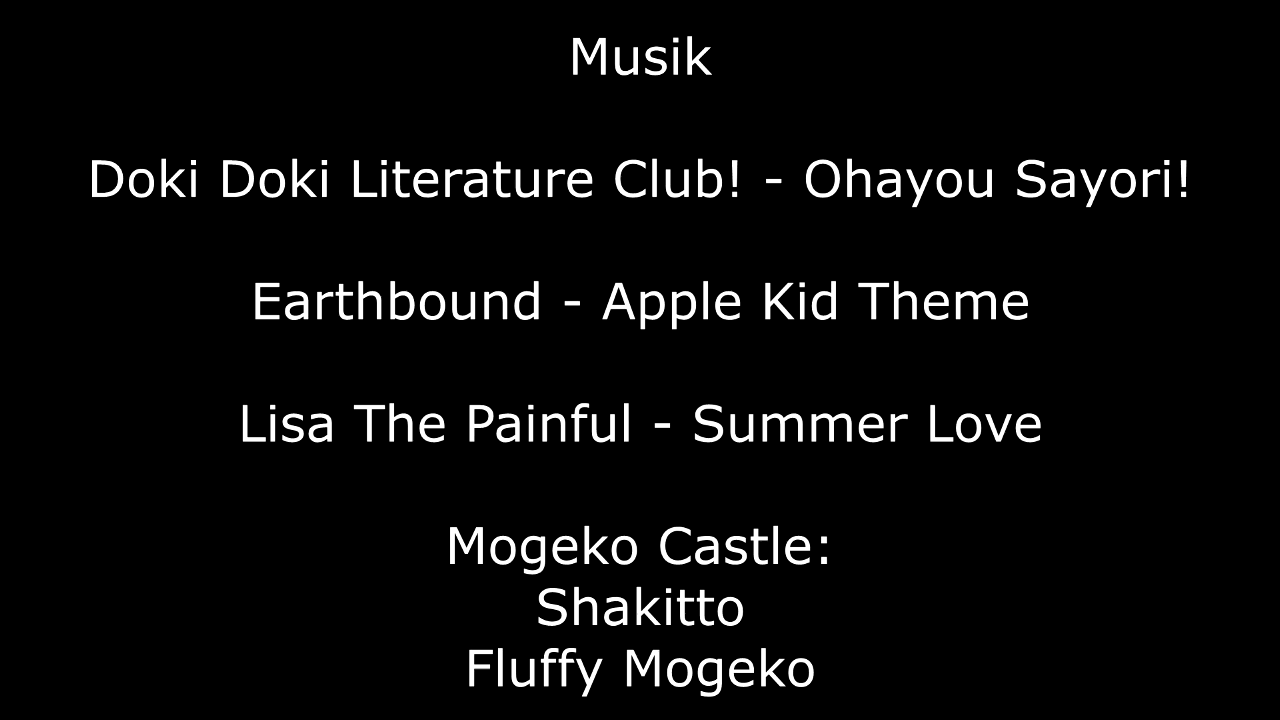 Musik
Doki Doki Literature Club! - Ohayou Sayori!
Earthbound - Apple Kid Theme
Lisa The Painful - Summer Love
Mogeko Castle:
Shakitto
Fluffy Mogeko